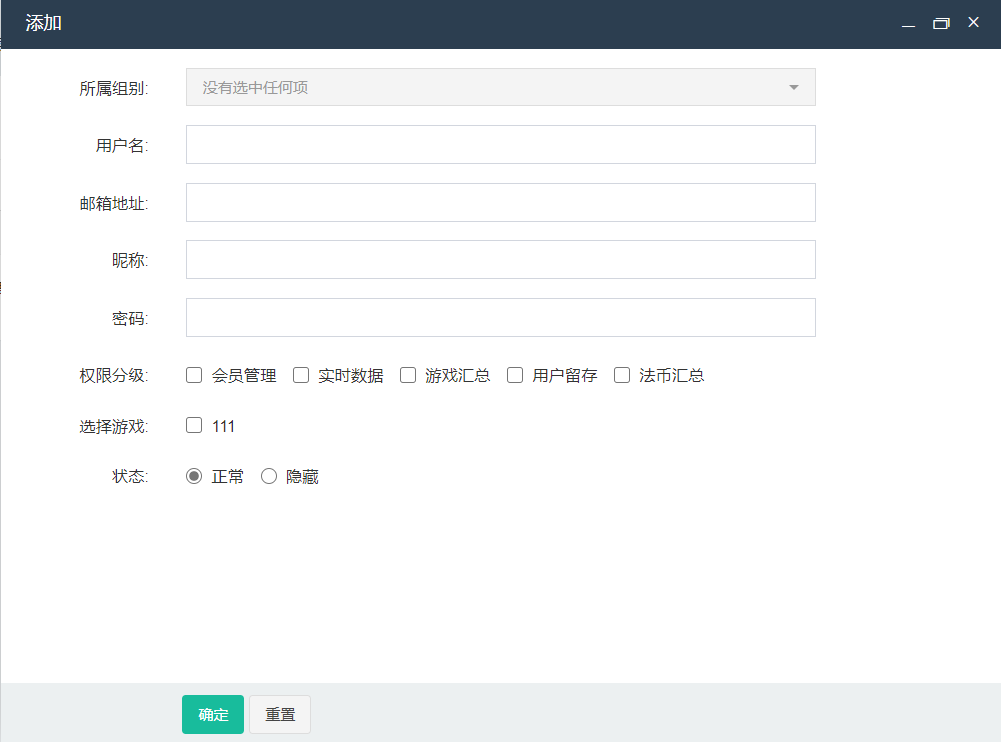 添加
所属组别: 没有选中任何项
用户名:
邮箱地址:
昵称:
密码:
权限分级: 会员管理 实时数据 游戏汇总 用户留存 法币汇总
选择游戏: 111
状态: 正常 隐藏
确定 重置